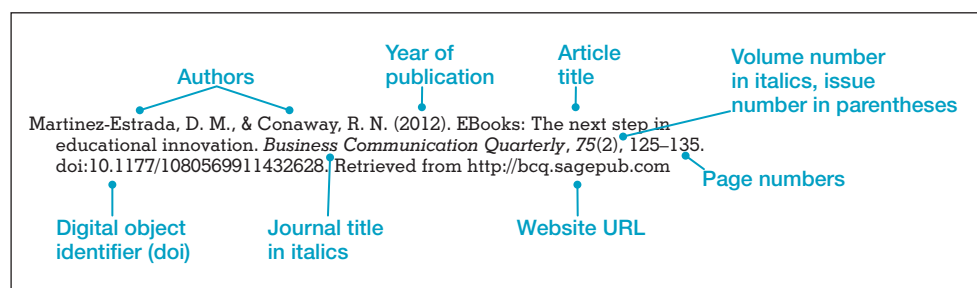 Authors
Year of
publication
Article
title
Volume number
in italics, issue
number in parentheses
Martinez-Estrada, D. M., & Conaway, R. N. (2012). EBooks: The next step in
educational innovation. Business Communication Quarterly, 75(2), 125–135.
doi:10.1177/1080569911432628. Retrieved from http://bcq.sagepub.com
Page numbers
Digital object
identifier (doi)
Journal title
in italics
Website URL